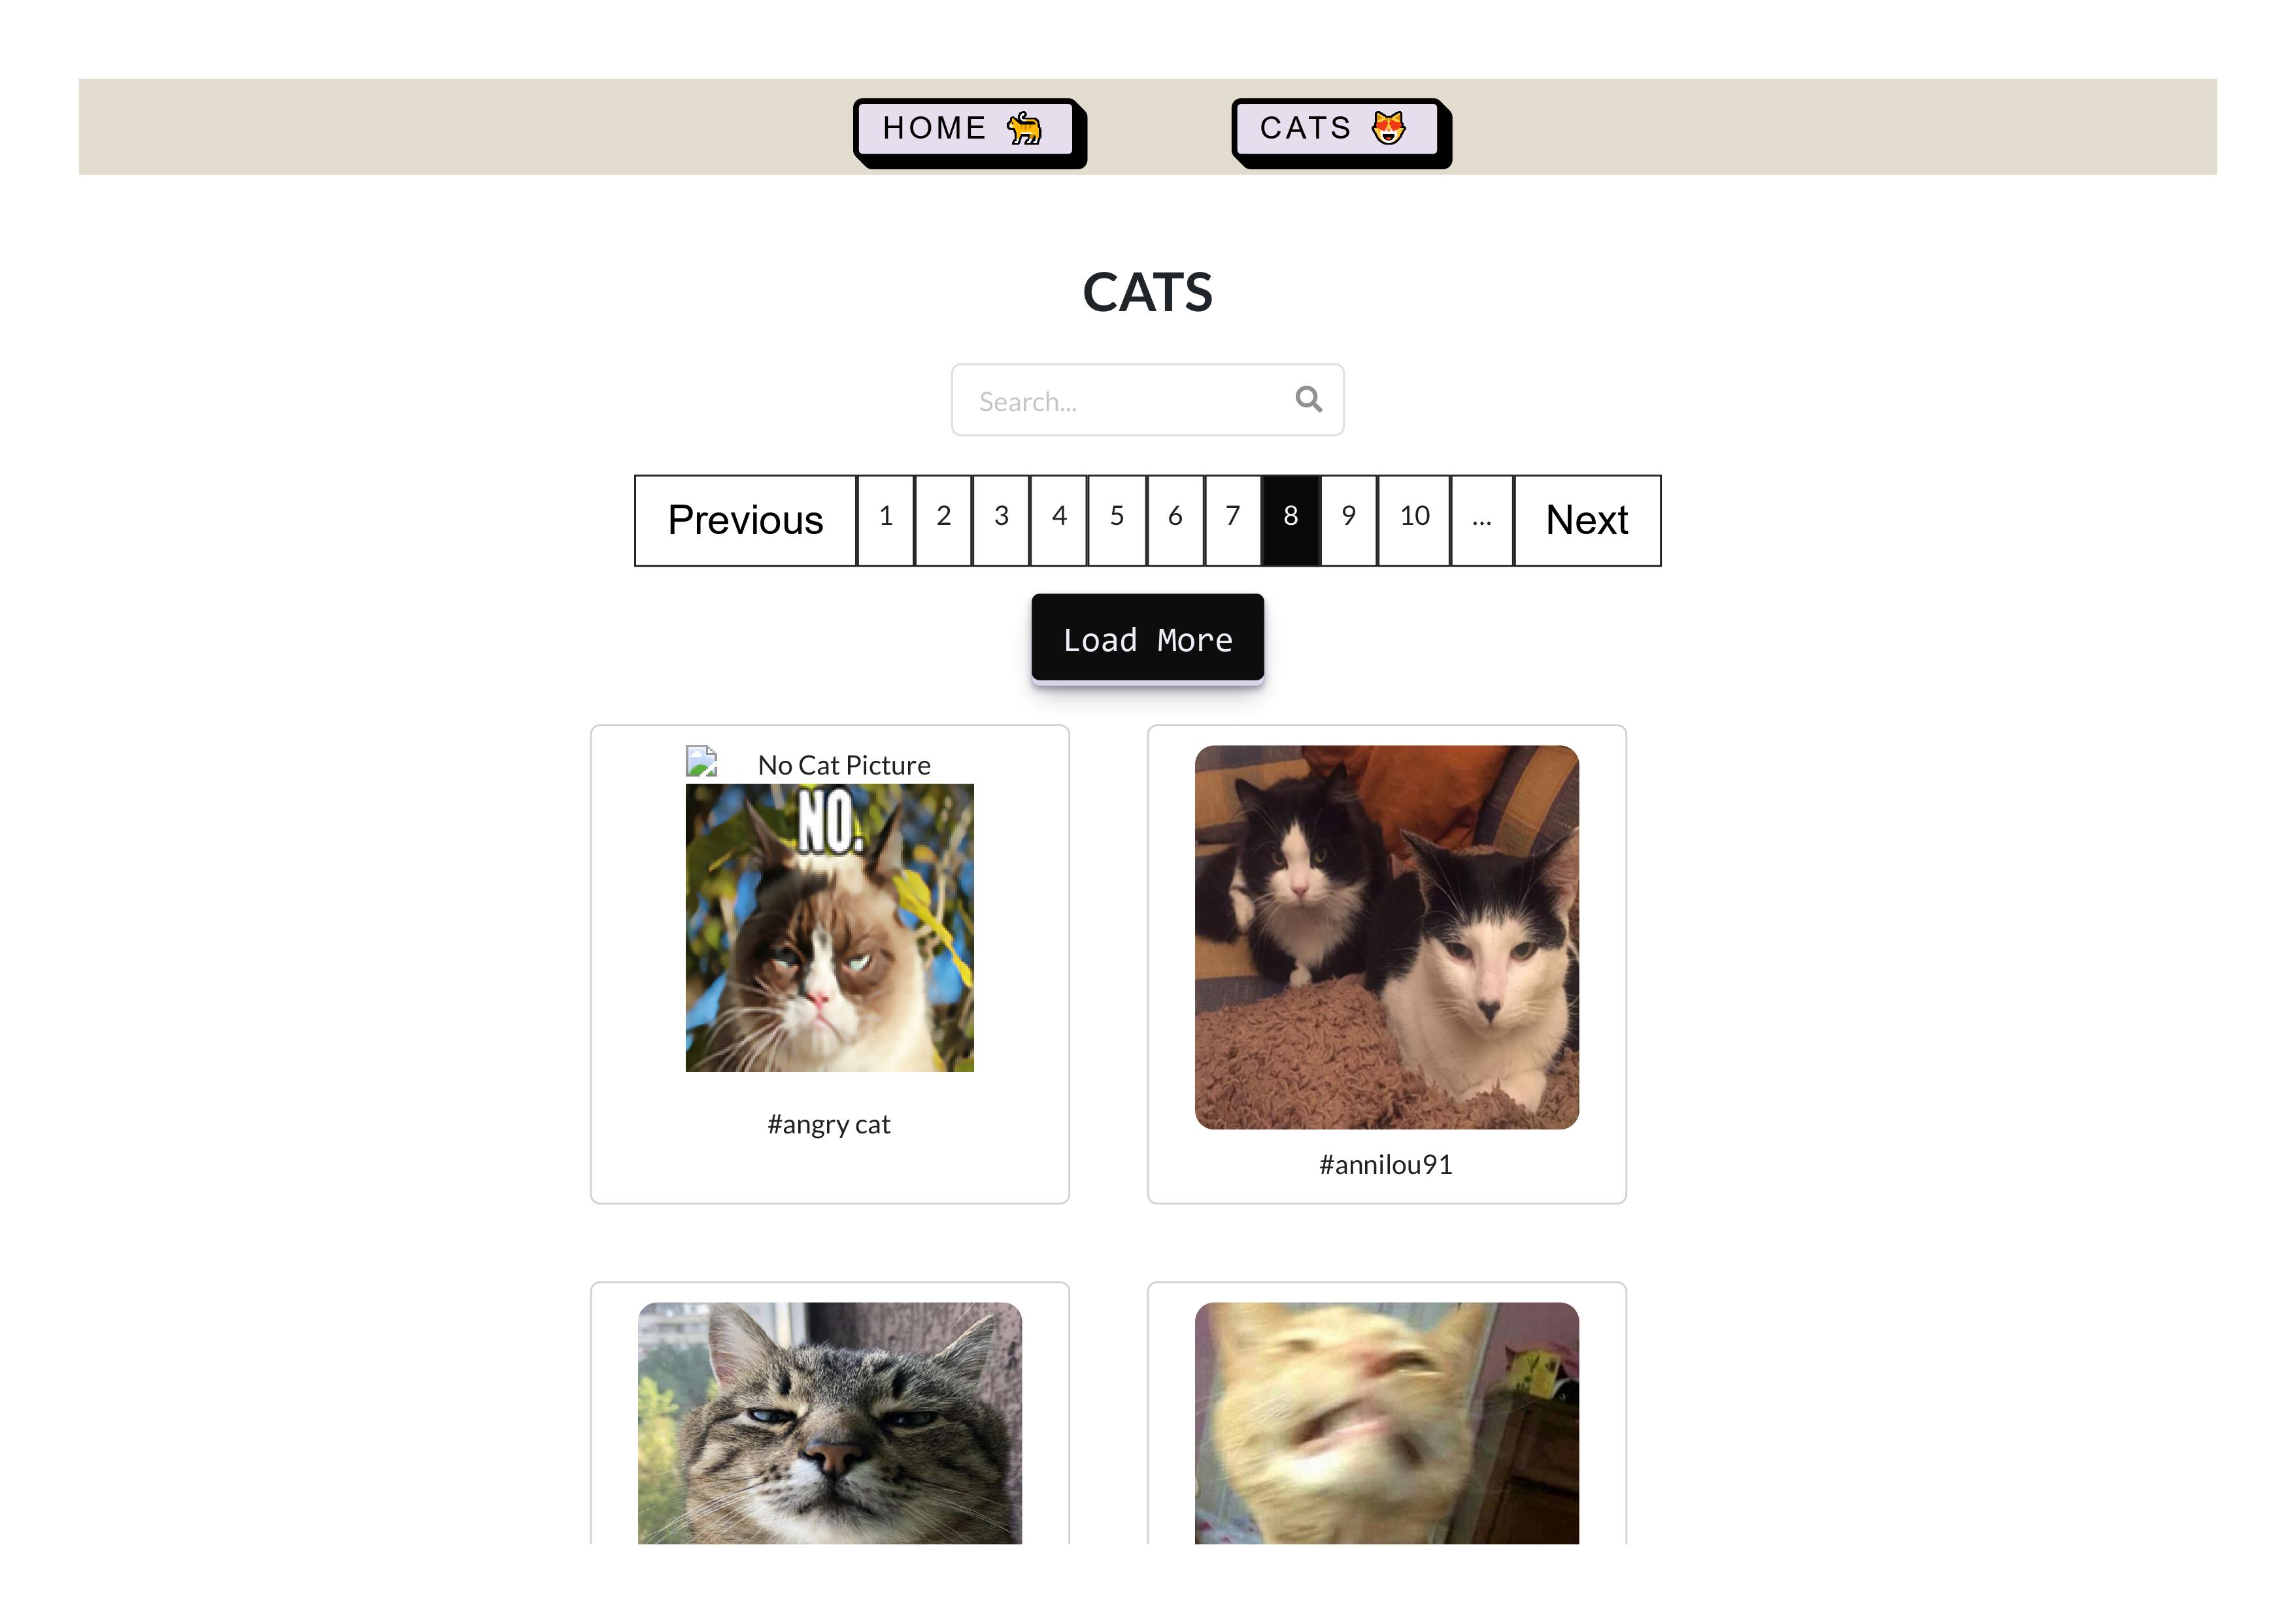 HOME
CATS
CATS
Search...
Previous 1 2 3 4 5 6 7 8 9 10 ... Next
Load More
No Cat Picture
NO.
#angry cat
#annilou91